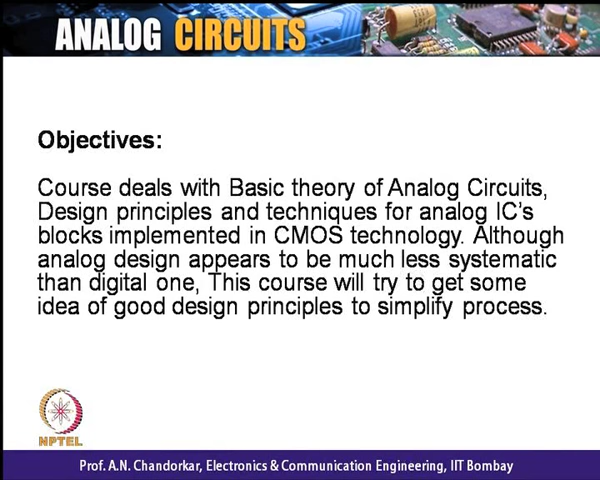 ANALOG CIRCUITS
Objectives:
Course deals with Basic theory of Analog Circuits,
Design principles and techniques for analog IC's
blocks implemented in CMOS technology. Although
analog design appears to be much less systematic
than digital one, This course will try to get some
idea of good design principles to simplify process.
NPTEL
Prof. A.N. Chandorkar, Electronics & Communication Engineering, IIT Bombay